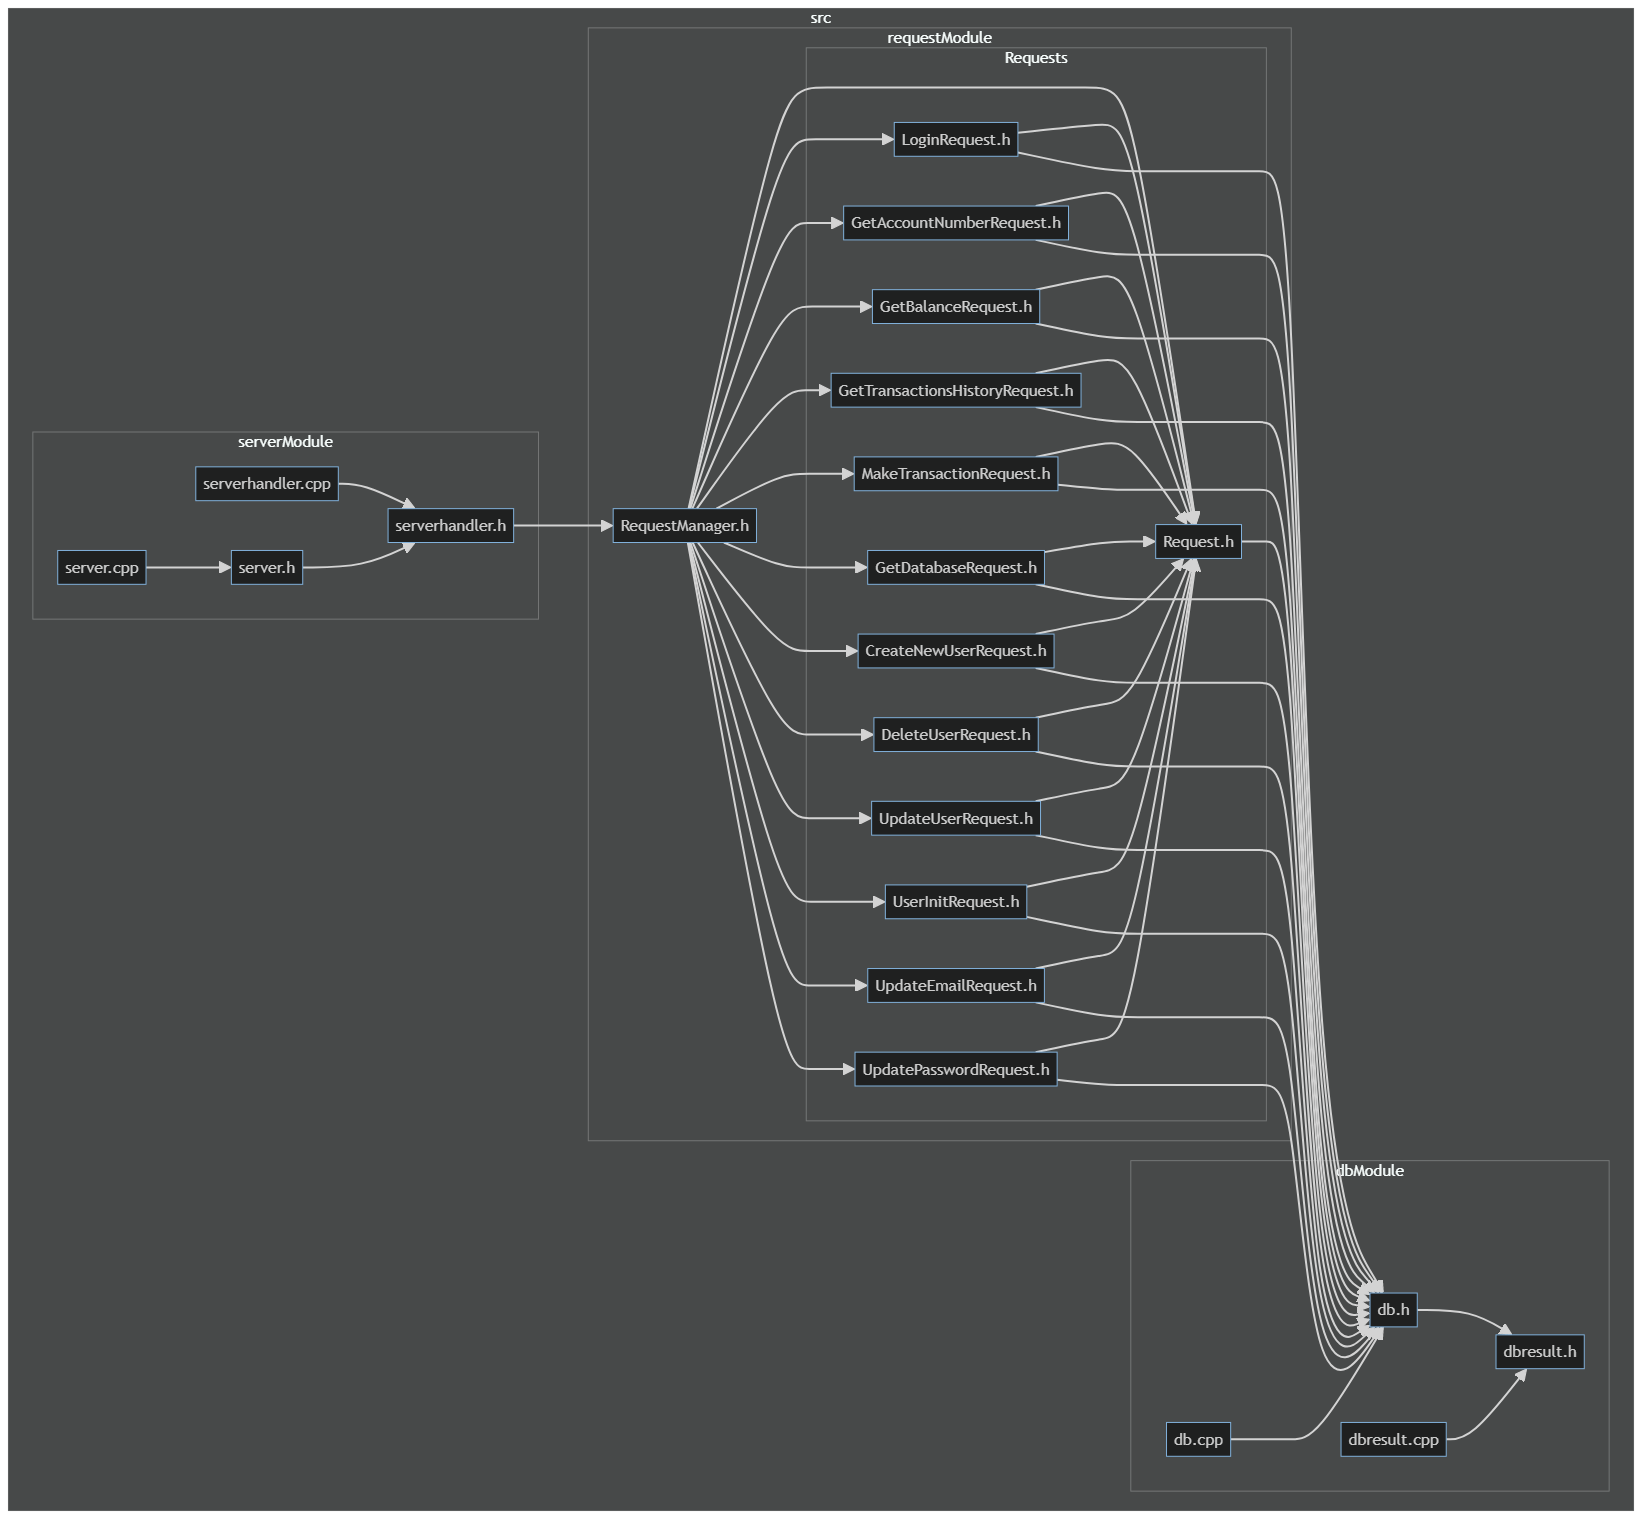 src
requestModule
Requests
LoginRequest.h
GetAccountNumberRequest.h
GetBalanceRequest.h
GetTransactionsHistoryRequest.h
serverModule
serverhandler.cpp
MakeTransactionRequest.h
serverhandler.h
RequestManager.h
Request.h
server.cpp
server.h
GetDatabaseRequest.h
CreateNewUserRequest.h
DeleteUserRequest.h
UpdateUserRequest.h
UserInitRequest.h
UpdateEmailRequest.h
UpdatePasswordRequest.h
dbModule
db.h
dbresult.h
db.cpp
dbresult.cpp